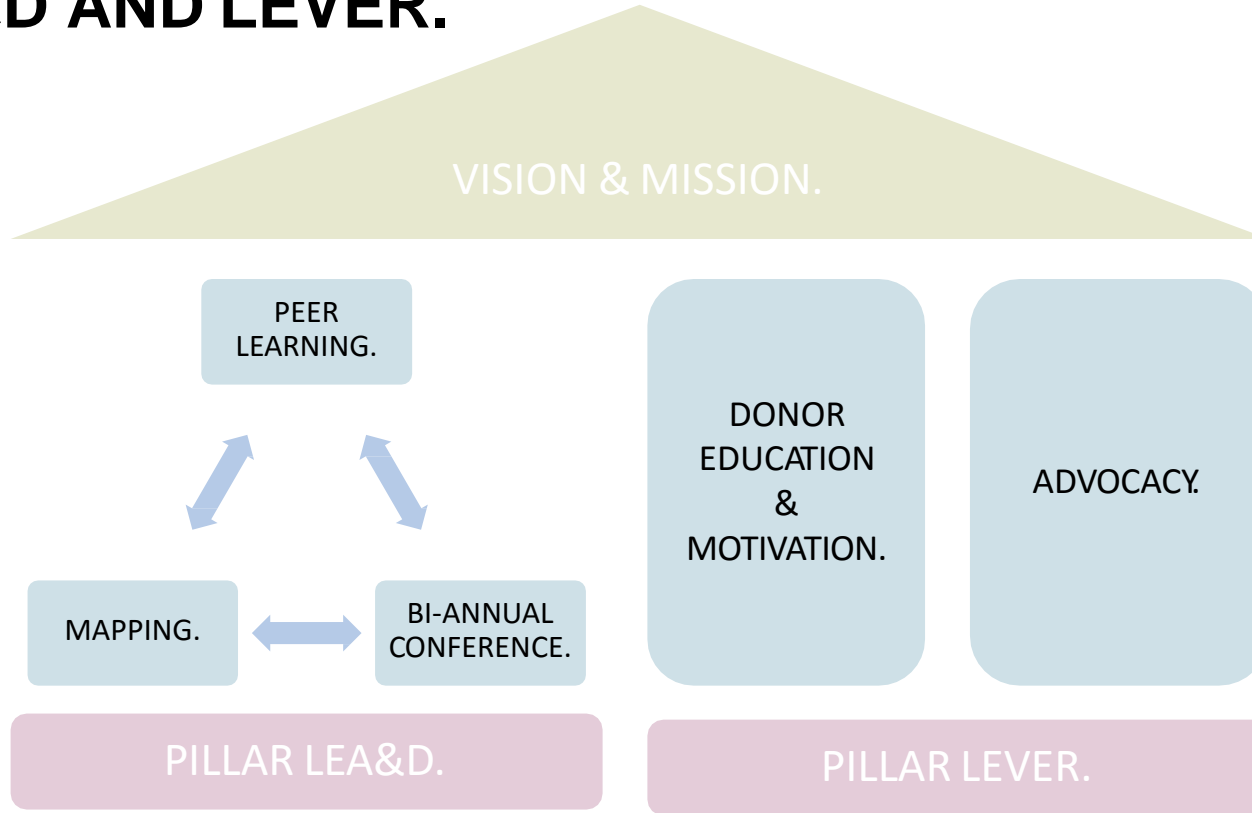 D AND LEVER.
VISION & MISSION.
PEER
LEARNING.
MAPPING.
BI-ANNUAL
CONFERENCE.
DONOR
EDUCATION
&
MOTIVATION.
ADVOCACY.
PILLAR LEA&D.
PILLAR LEVER.